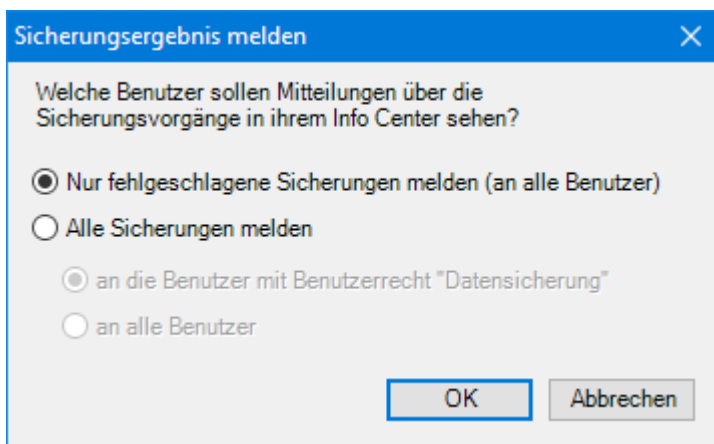 Sicherungsergebnis melden
Welche Benutzer sollen Mitteilungen über die
Sicherungsvorgänge in ihrem Info Center sehen?
Nur fehlgeschlagene Sicherungen melden (an alle Benutzer)
Alle Sicherungen melden
an die Benutzer mit Benutzerrecht "Datensicherung"
an alle Benutzer
OK Abbrechen